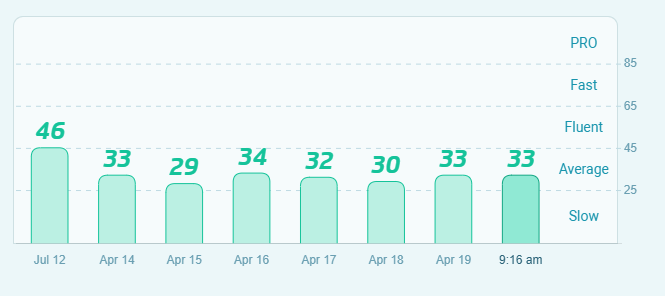 PRO
85
Fast
65
Fluent
45
Average
25
Slow
46
33
29
34
32
30
33
33
Jul 12
Apr 14
Apr 15
Apr 16
Apr 17
Apr 18
Apr 19
9:16 am